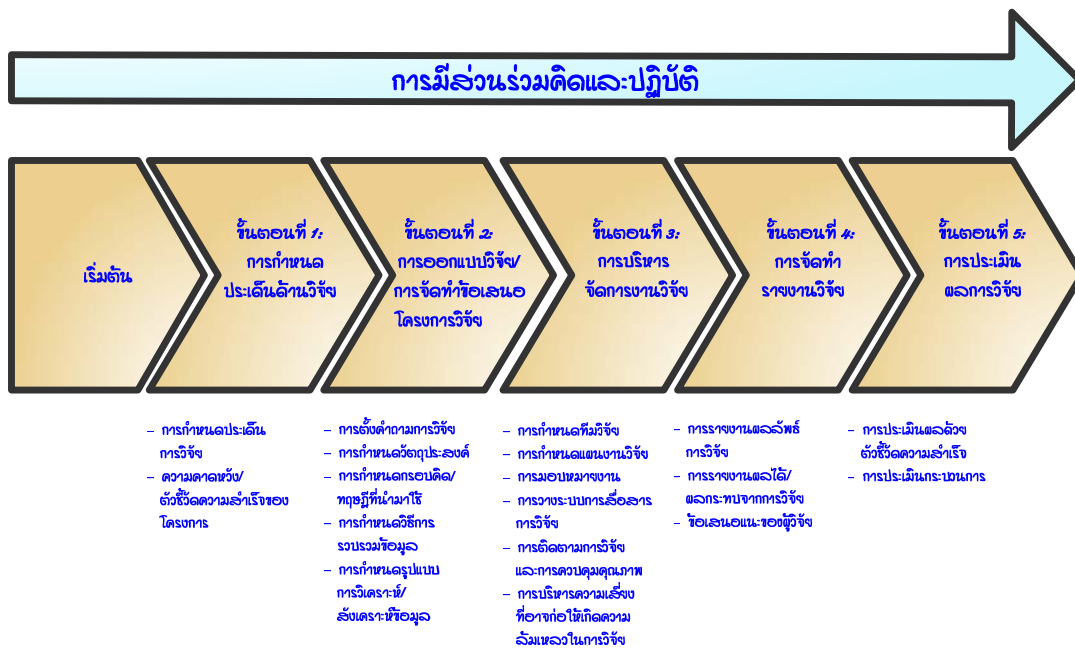 การมีส่วนร่วมคิดและปฏิบัติ
เริ่มต้น
ขั้นตอนที่ 1:
การกำหนด
ประเด็นด้านวิจัย
ขั้นตอนที่ 2:
การออกแบบวิจัย/
การจัดทำข้อเสนอ
โครงการวิจัย
ขั้นตอนที่ 3:
การบริหาร
จัดการงานวิจัย
ขั้นตอนที่ 4:
การจัดทำ
รายงานวิจัย
ขั้นตอนที่ 5:
การประเมิน
ผลการวิจัย
– การกำหนดประเด็น
การวิจัย
– ความคาดหวัง/
ตัวชี้วัดความสำเร็จของ
โครงการ
– การตั้งคำถามการวิจัย
– การกำหนดวัตถุประสงค์
– การกำหนดกรอบคิด/
ทฤษฎีที่นำมาใช้
– การกำหนดวิธีการ
รวบรวมข้อมูล
– การกำหนดรูปแบบ
การวิเคราะห์/
สังเคราะห์ข้อมูล
– การกำหนดทีมวิจัย
– การกำหนดแผนงานวิจัย
– การมอบหมายงาน
– การวางระบบการสื่อสาร
การวิจัย
– การติดตามการวิจัย
และการควบคุมคุณภาพ
– การบริหารความเสี่ยง
ที่อาจก่อให้เกิดความ
ล้มเหลวในการวิจัย
– การรายงานผลลัพธ์
การวิจัย
– การรายงานผลได้/
ผลกระทบจากการวิจัย
– ข้อเสนอแนะของผู้วิจัย
– การประเมินผลด้วย
ตัวชี้วัดความสำเร็จ
– การประเมินกระบวนการ